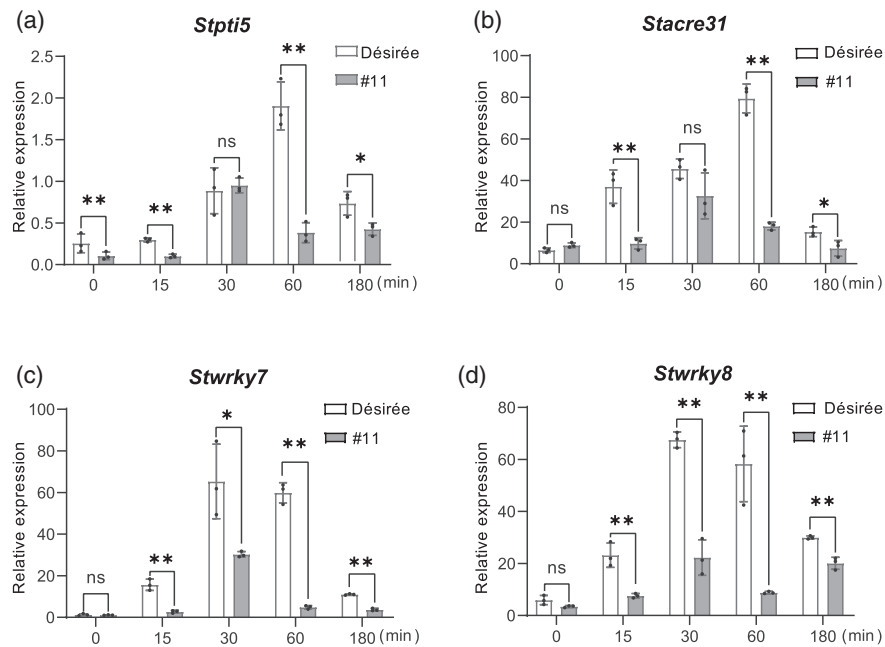 (a)
Stpti5
Désirée
#11
Relative expression
2.5
2.0
1.5
1.0
0.5
0.0
**
**
ns
**
*
0 15 30 60 180 (min)
(b)
Stacre31
Désirée
#11
Relative expression
100
80
60
40
20
0
ns
**
ns
**
*
0 15 30 60 180 (min)
(c)
Stwrky7
Désirée
#11
Relative expression
100
80
60
40
20
0
ns
**
*
**
**
0 15 30 60 180 (min)
(d)
Stwrky8
Désirée
#11
Relative expression
80
60
40
20
0
ns
**
**
**
**
0 15 30 60 180 (min)